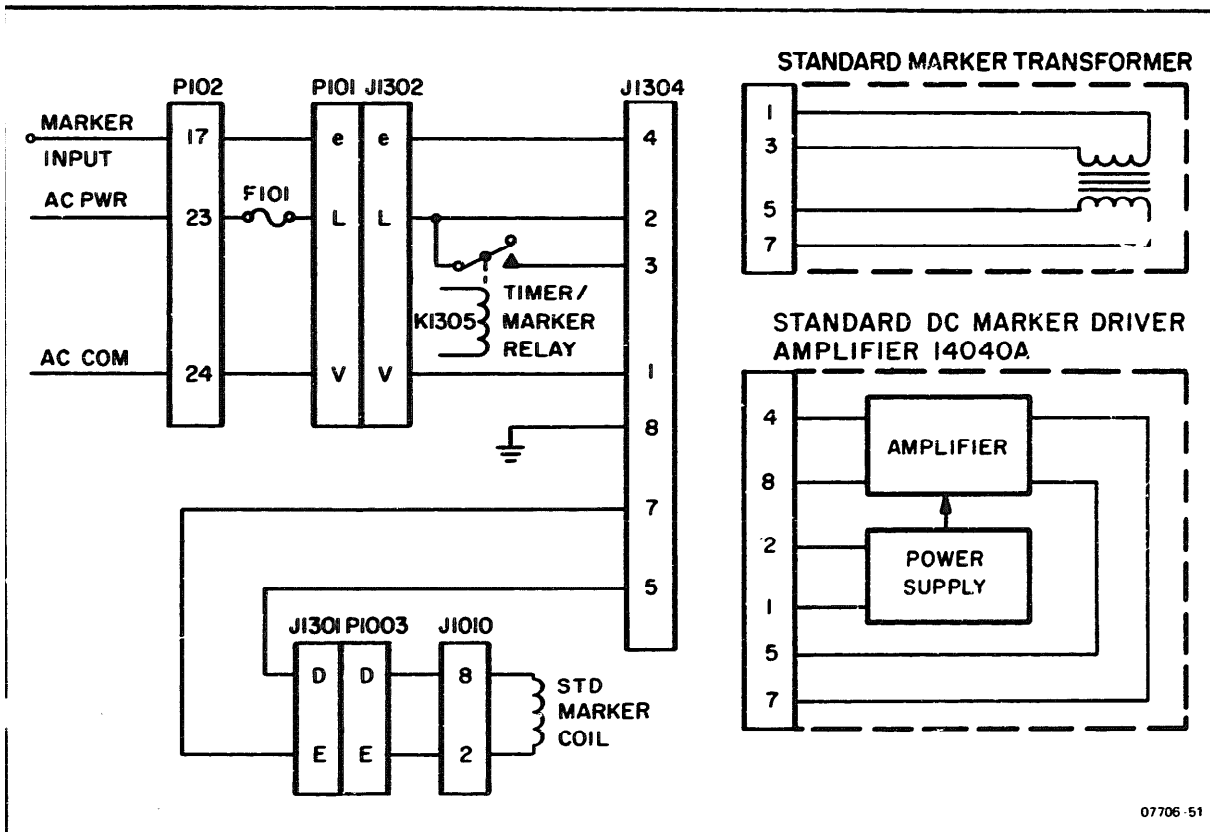 P102
P101 J1302
J1304
MARKER
INPUT
17
e
e
4
AC PWR
23
F101
L
L
2
3
TIMER/
MARKER
RELAY
K1305
AC COM
24
V
V
1
8
7
5
J1301 P1003
J1010
D
D
8
E
E
2
STD
MARKER
COIL
STANDARD MARKER TRANSFORMER
1
3
5
7
STANDARD DC MARKER DRIVER
AMPLIFIER 14040A
4
8
2
1
5
7
AMPLIFIER
POWER
SUPPLY
07706-51